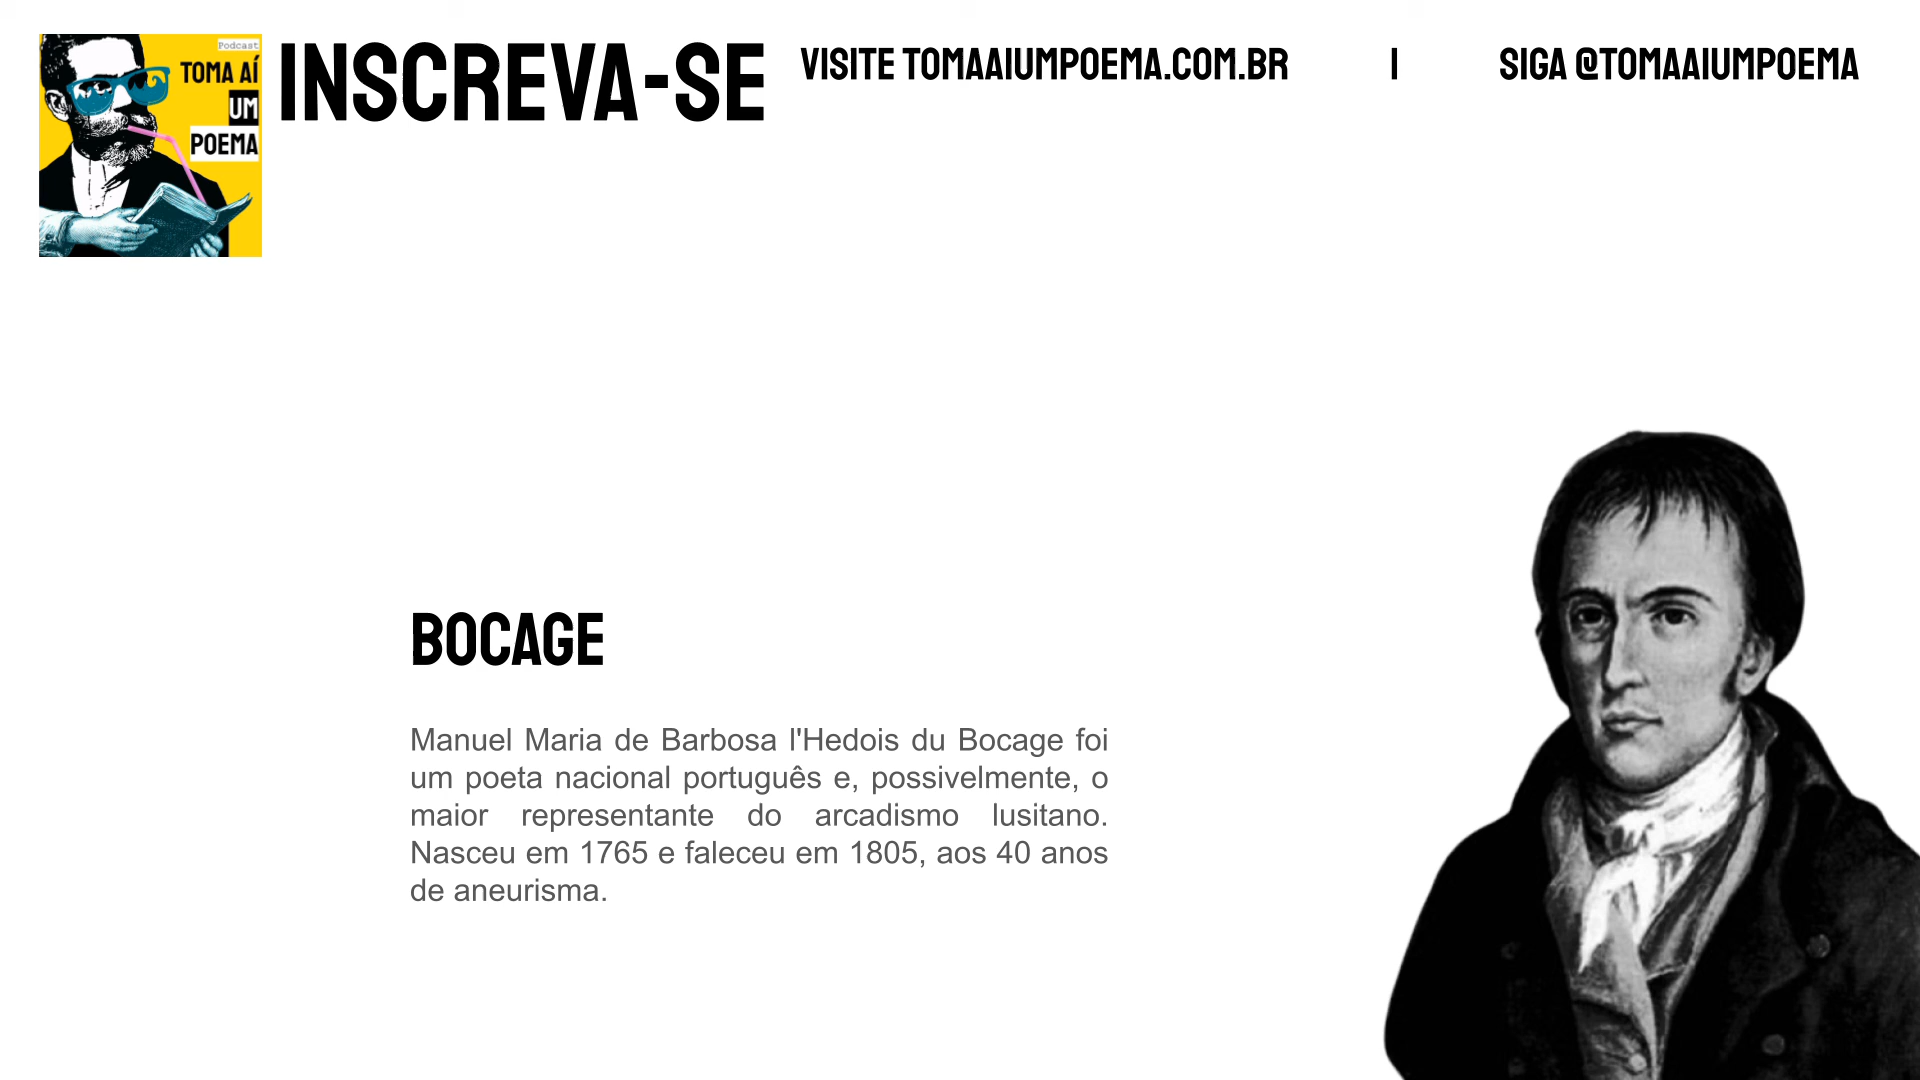 Podcast
TOMA AÍ
UM
POEMA
INSCREVA-SE
VISITE TOMAAIUMPOEMA.COM.BR | SIGA @TOMAAIUMPOEMA
BOCAGE
Manuel Maria de Barbosa l'Hedois du Bocage foi
um poeta nacional português e, possivelmente, o
maior representante do arcadismo lusitano.
Nasceu em 1765 e faleceu em 1805, aos 40 anos
de aneurisma.